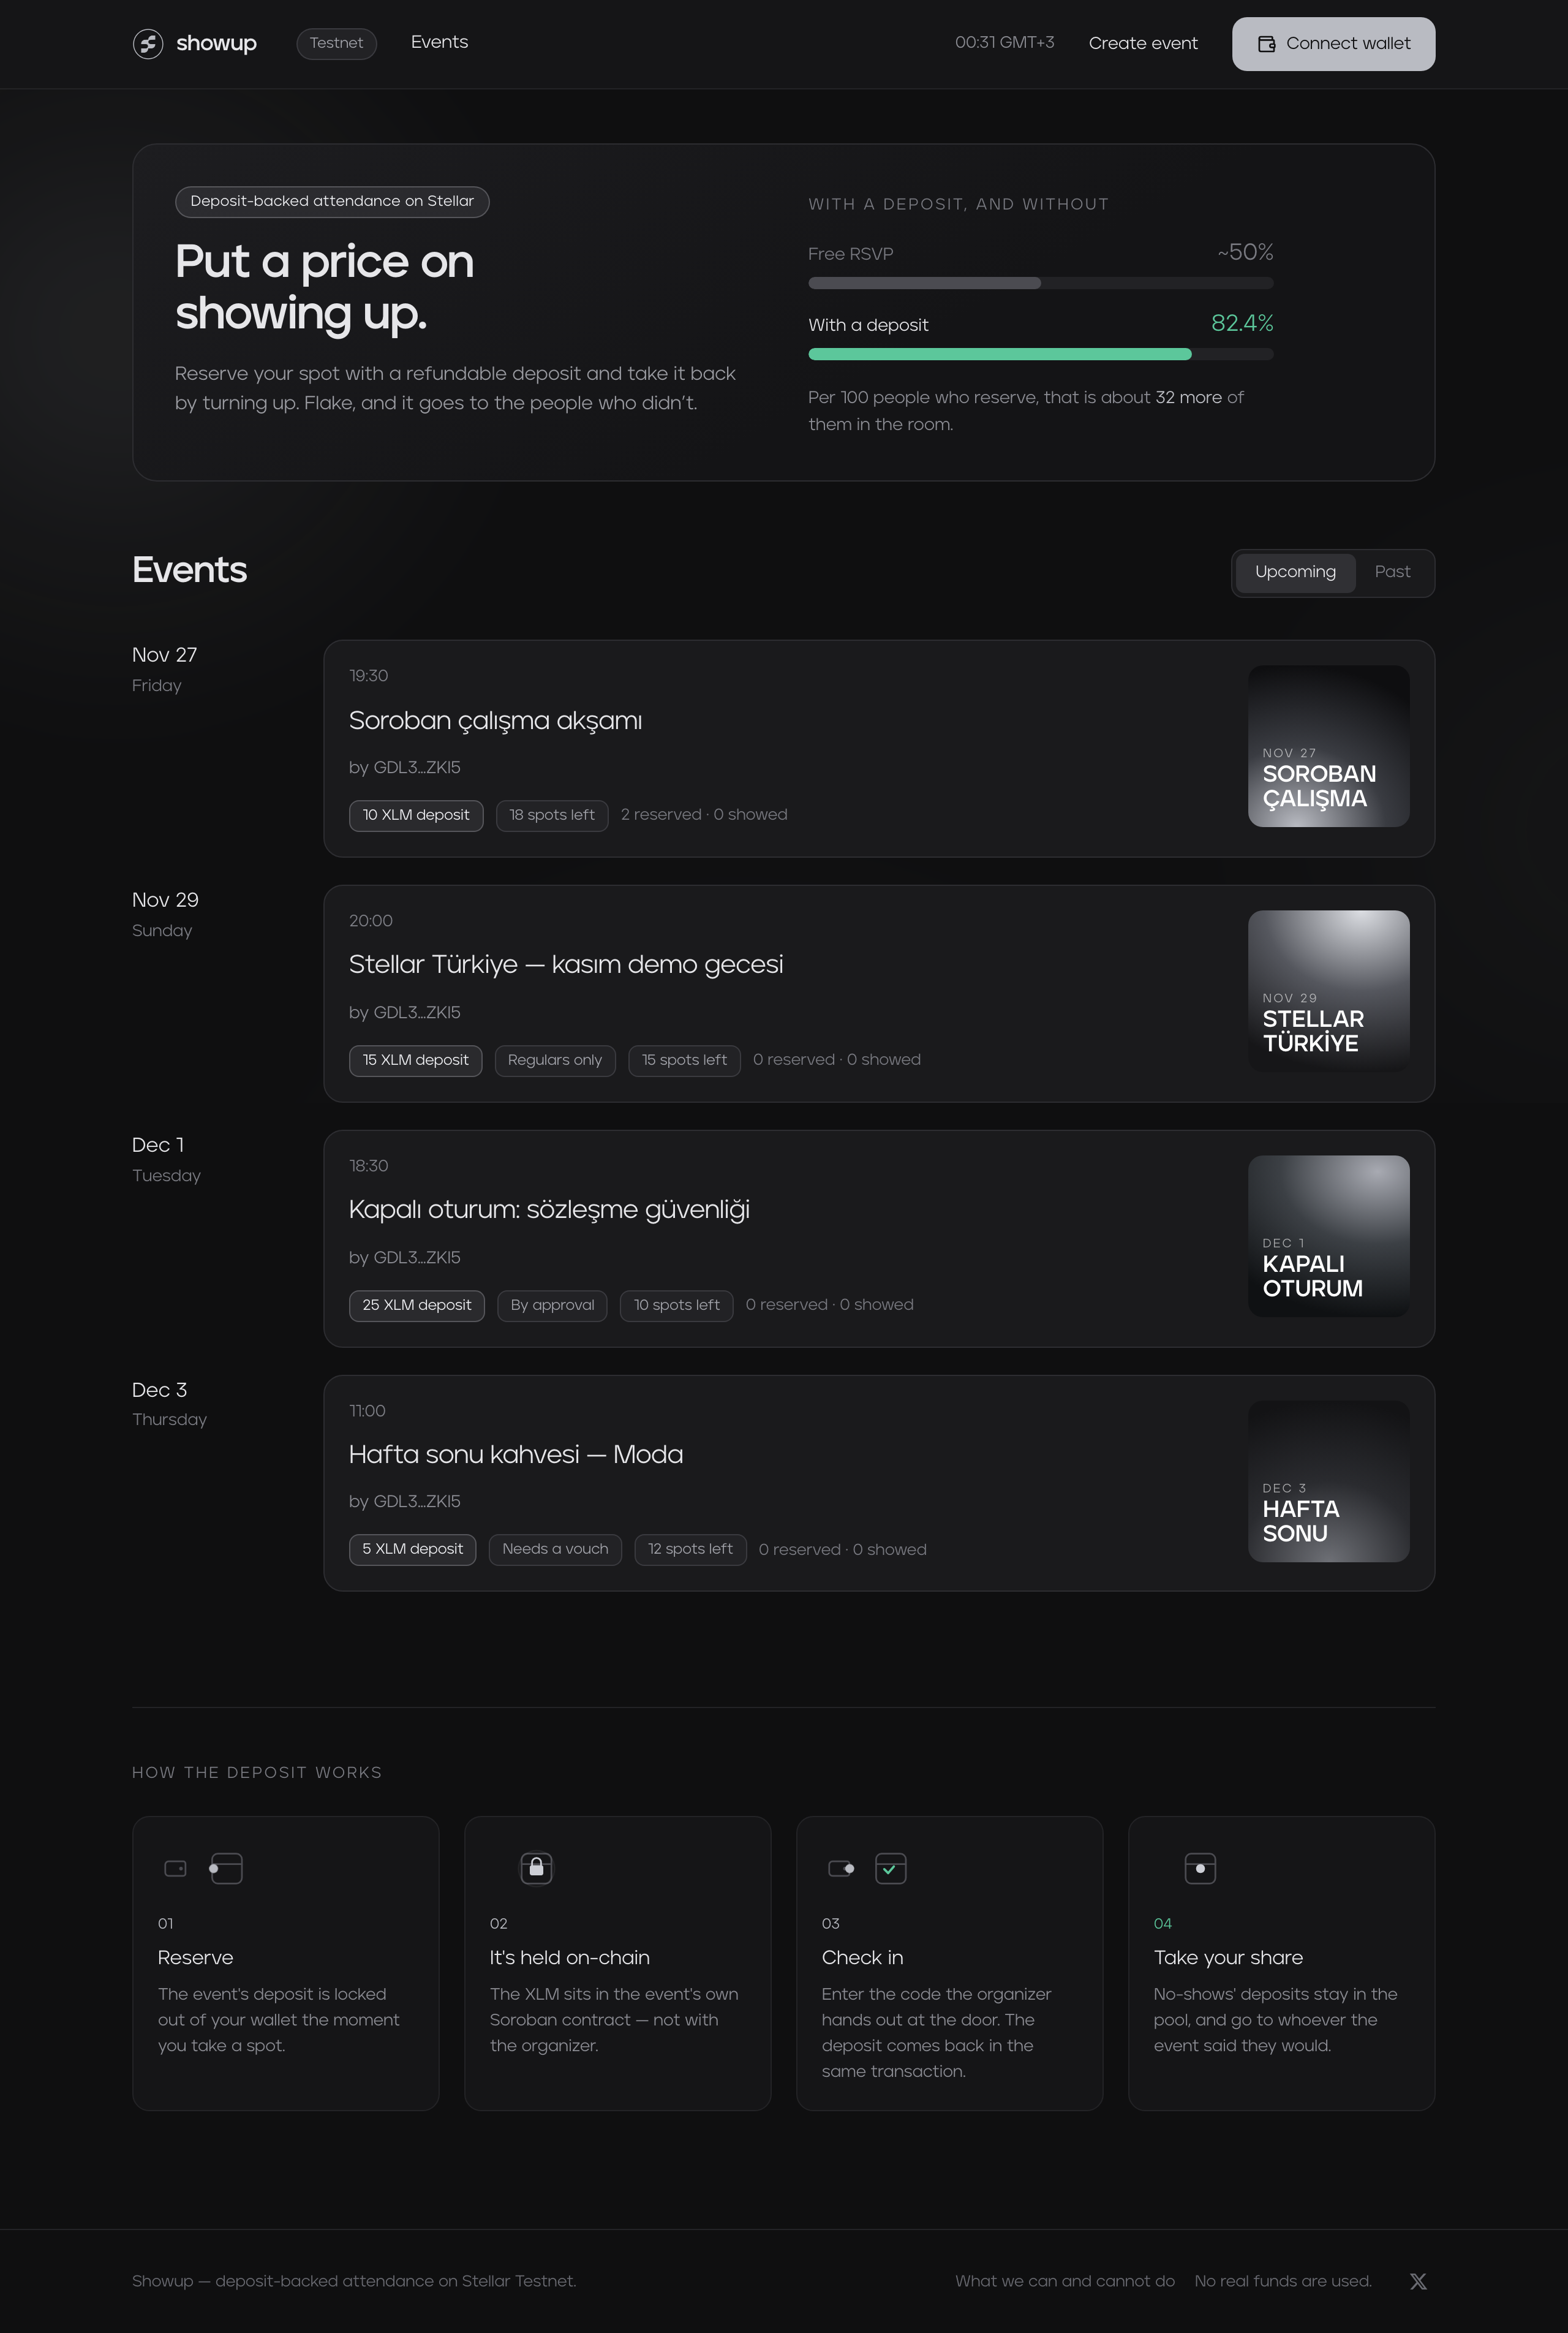 showup
Testnet
Events
00:31 GMT+3
Create event
Connect wallet
Deposit-backed attendance on Stellar
Put a price on
showing up.
Reserve your spot with a refundable deposit and take it back
by turning up. Flake, and it goes to the people who didn't.
WITH A DEPOSIT, AND WITHOUT
Free RSVP
~50%
With a deposit
82.4%
Per 100 people who reserve, that is about 32 more of
them in the room.
Events
Upcoming
Past
Nov 27
Friday
19:30
Soroban çalışma akşamı
by GDL3…ZKI5
10 XLM deposit
18 spots left
2 reserved · 0 showed
NOV 27
SOROBAN
ÇALIŞMA
Nov 29
Sunday
20:00
Stellar Türkiye — kasım demo gecesi
by GDL3…ZKI5
15 XLM deposit
Regulars only
15 spots left
0 reserved · 0 showed
NOV 29
STELLAR
TÜRKİYE
Dec 1
Tuesday
18:30
Kapalı oturum: sözleşme güvenliği
by GDL3…ZKI5
25 XLM deposit
By approval
10 spots left
0 reserved · 0 showed
DEC 1
KAPALI
OTURUM
Dec 3
Thursday
11:00
Hafta sonu kahvesi — Moda
by GDL3…ZKI5
5 XLM deposit
Needs a vouch
12 spots left
0 reserved · 0 showed
DEC 3
HAFTA
SONU
HOW THE DEPOSIT WORKS
01
Reserve
The event's deposit is locked
out of your wallet the moment
you take a spot.
02
It's held on-chain
The XLM sits in the event's own
Soroban contract — not with
the organizer.
03
Check in
Enter the code the organizer
hands out at the door. The
deposit comes back in the
same transaction.
04
Take your share
No-shows' deposits stay in the
pool, and go to whoever the
event said they would.
Showup — deposit-backed attendance on Stellar Testnet.
What we can and cannot do
No real funds are used.